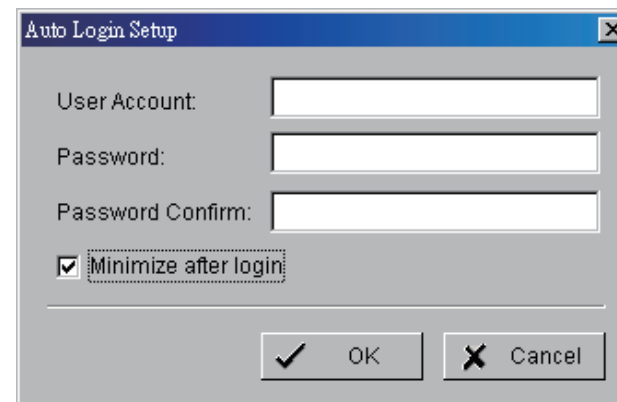 Auto Login Setup
User Account:
Password:
Password Confirm:
Minimize after login
OK
Cancel